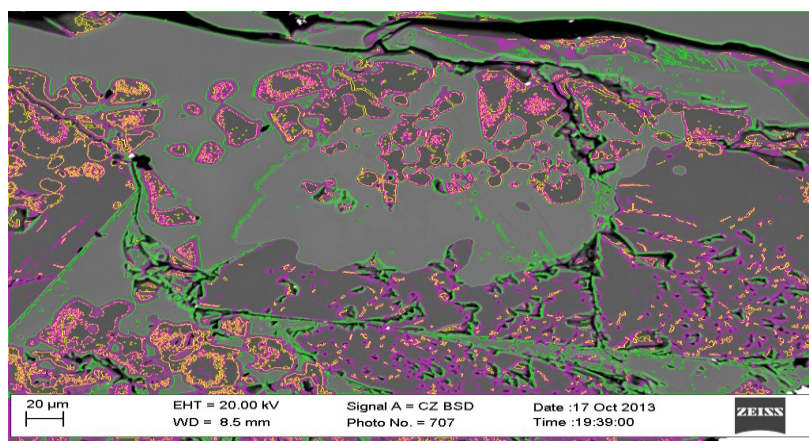 20 µm
EHT = 20.00 kV
Signal A = CZ BSD
Date :17 Oct 2013
ZEISS
WD = 8.5 mm
Photo No. = 707
Time :19:39:00